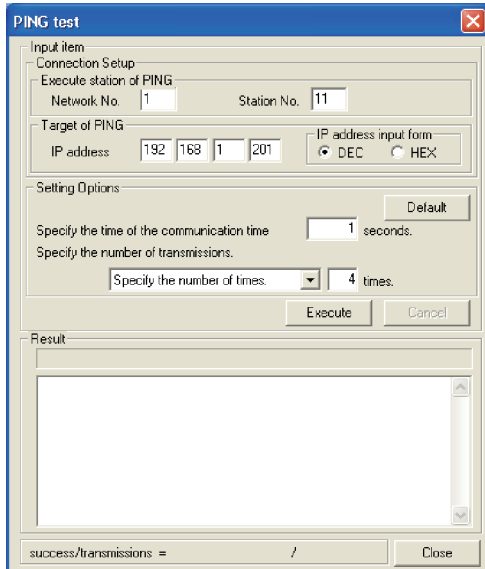 PING test
Input item
Connection Setup
Execute station of PING
Network No. 1 Station No. 11
Target of PING
IP address 192 168 1 201
IP address input form
DEC HEX
Setting Options
Default
Specify the time of the communication time 1 seconds.
Specify the number of transmissions.
Specify the number of times. 4 times.
Execute Cancel
Result
success/transmissions = / Close